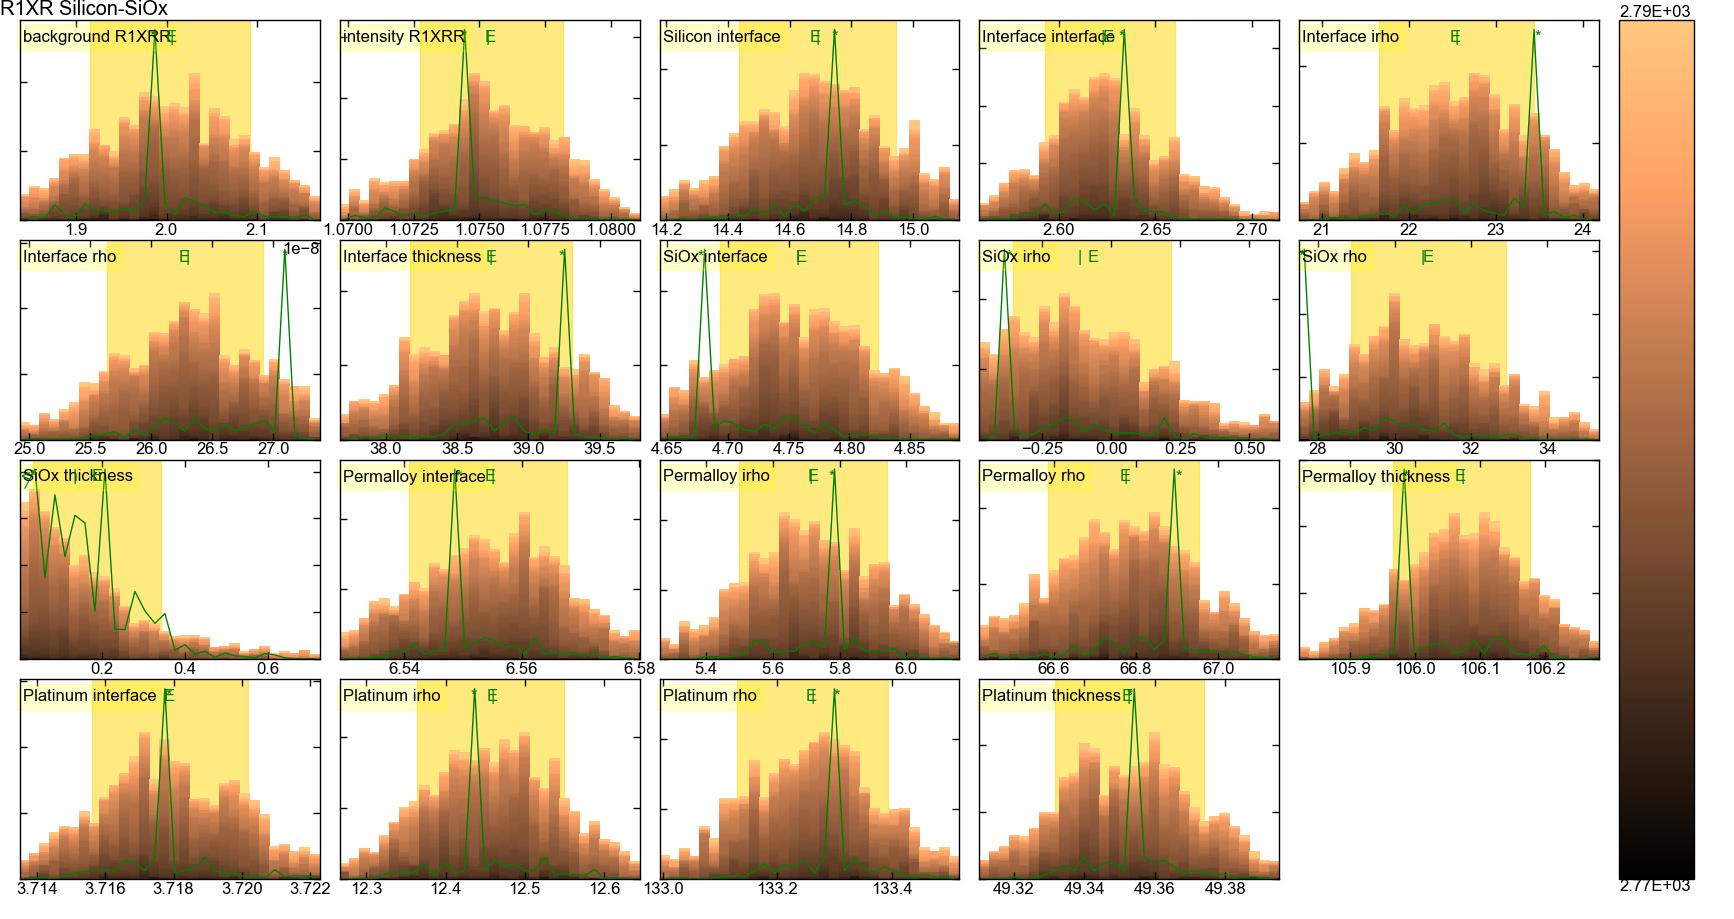 R1XR Silicon-SiOx
2.79E+03
background R1XRR E
intensity R1XRR E
Silicon interface E| *
Interface interface E *
Interface irho E| *
1.9 2.0 2.1
1.0700 1.0725 1.0750 1.0775 1.0800
14.2 14.4 14.6 14.8 15.0
2.60 2.65 2.70
21 22 23 24
1e−8
Interface rho E|
Interface thickness E *
SiOx interface * E
SiOx irho | E
SiOx rho |E *
25.0 25.5 26.0 26.5 27.0
38.0 38.5 39.0 39.5
4.65 4.70 4.75 4.80 4.85
−0.25 0.00 0.25 0.50
28 30 32 34
SiOx thickness
Permalloy interface E
Permalloy irho E *
Permalloy rho E *
Permalloy thickness E
0.2 0.4 0.6
6.54 6.56 6.58
5.4 5.6 5.8 6.0
66.6 66.8 67.0
105.9 106.0 106.1 106.2
Platinum interface E
Platinum irho * E
Platinum rho E *
Platinum thickness E
3.714 3.716 3.718 3.720 3.722
12.3 12.4 12.5 12.6
133.0 133.2 133.4
49.32 49.34 49.36 49.38
2.77E+03